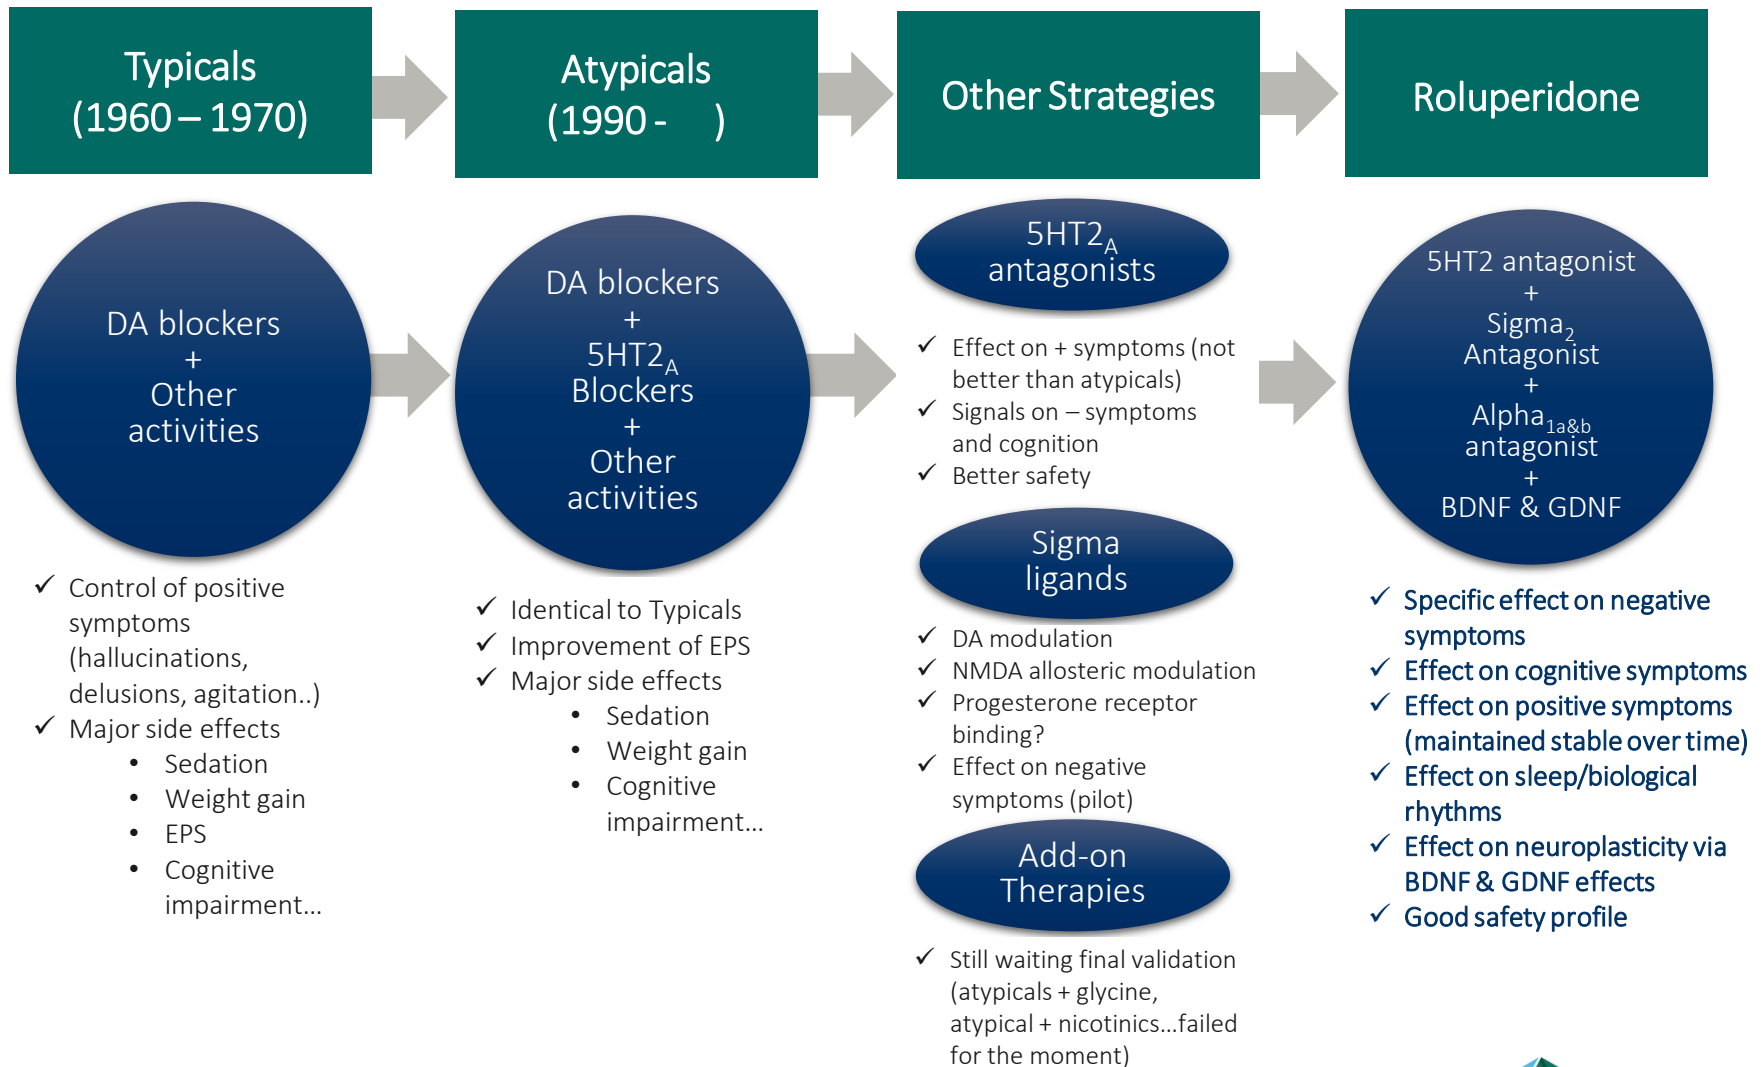 Typicals
(1960 – 1970)
Atypicals
(1990 -    )
Other Strategies
Roluperidone
DA blockers
+
Other
activities
✓ Control of positive
symptoms
(hallucinations,
delusions, agitation..)
✓ Major side effects
• Sedation
• Weight gain
• EPS
• Cognitive
impairment...
DA blockers
+
5HT2A
Blockers
+
Other
activities
✓ Identical to Typicals
✓ Improvement of EPS
✓ Major side effects
• Sedation
• Weight gain
• Cognitive
impairment...
5HT2A
antagonists
✓ Effect on + symptoms (not
better than atypicals)
✓ Signals on – symptoms
and cognition
✓ Better safety
Sigma
ligands
✓ DA modulation
✓ NMDA allosteric modulation
✓ Progesterone receptor
binding?
✓ Effect on negative
symptoms (pilot)
Add-on
Therapies
✓ Still waiting final validation
(atypicals + glycine,
atypical + nicotinics...failed
for the moment)
5HT2 antagonist
+
Sigma2
Antagonist
+
Alpha1a&b
antagonist
+
BDNF & GDNF
✓ Specific effect on negative
symptoms
✓ Effect on cognitive symptoms
✓ Effect on positive symptoms
(maintained stable over time)
✓ Effect on sleep/biological
rhythms
✓ Effect on neuroplasticity via
BDNF & GDNF effects
✓ Good safety profile